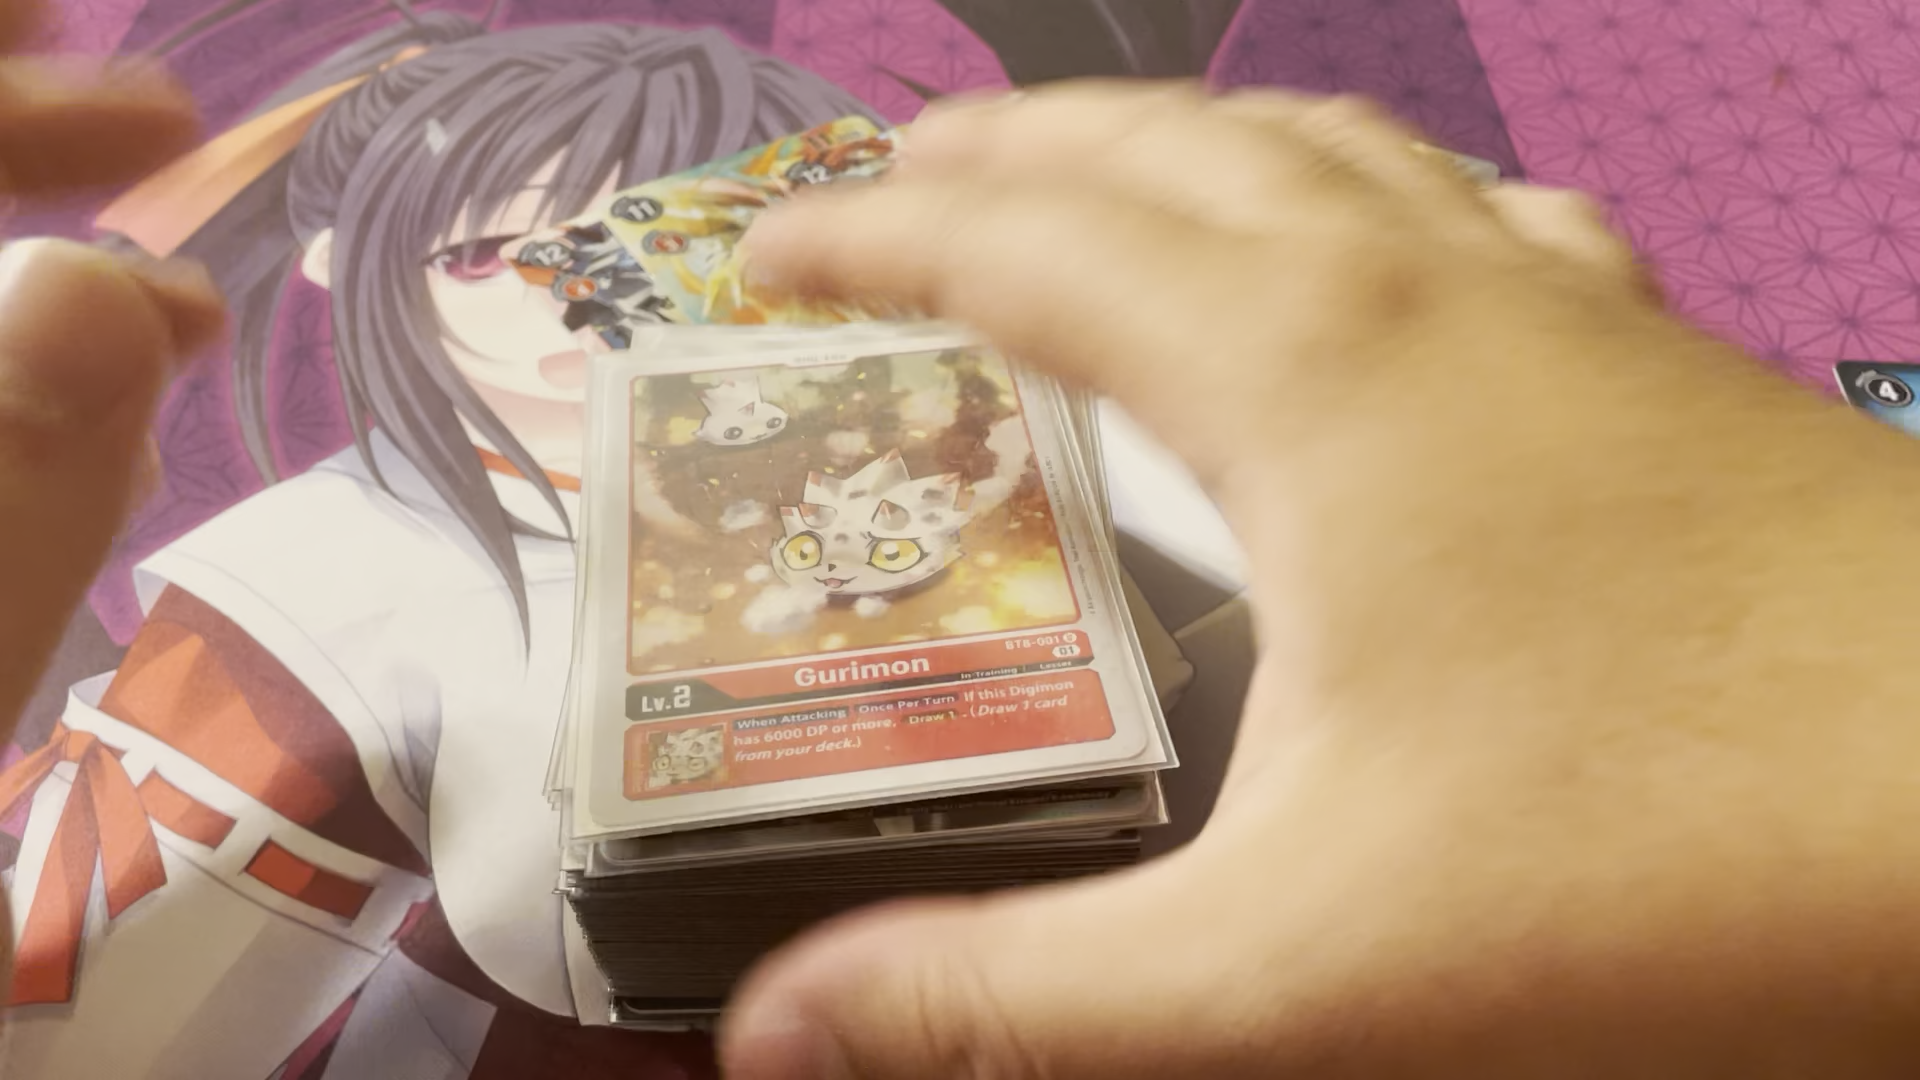 12
11
12
4
BT8-001 U
01
Gurimon
In-Training | Lesser
Lv.2
When Attacking Once Per Turn If this Digimon
has 6000 DP or more, Draw 1. (Draw 1 card
from your deck.)